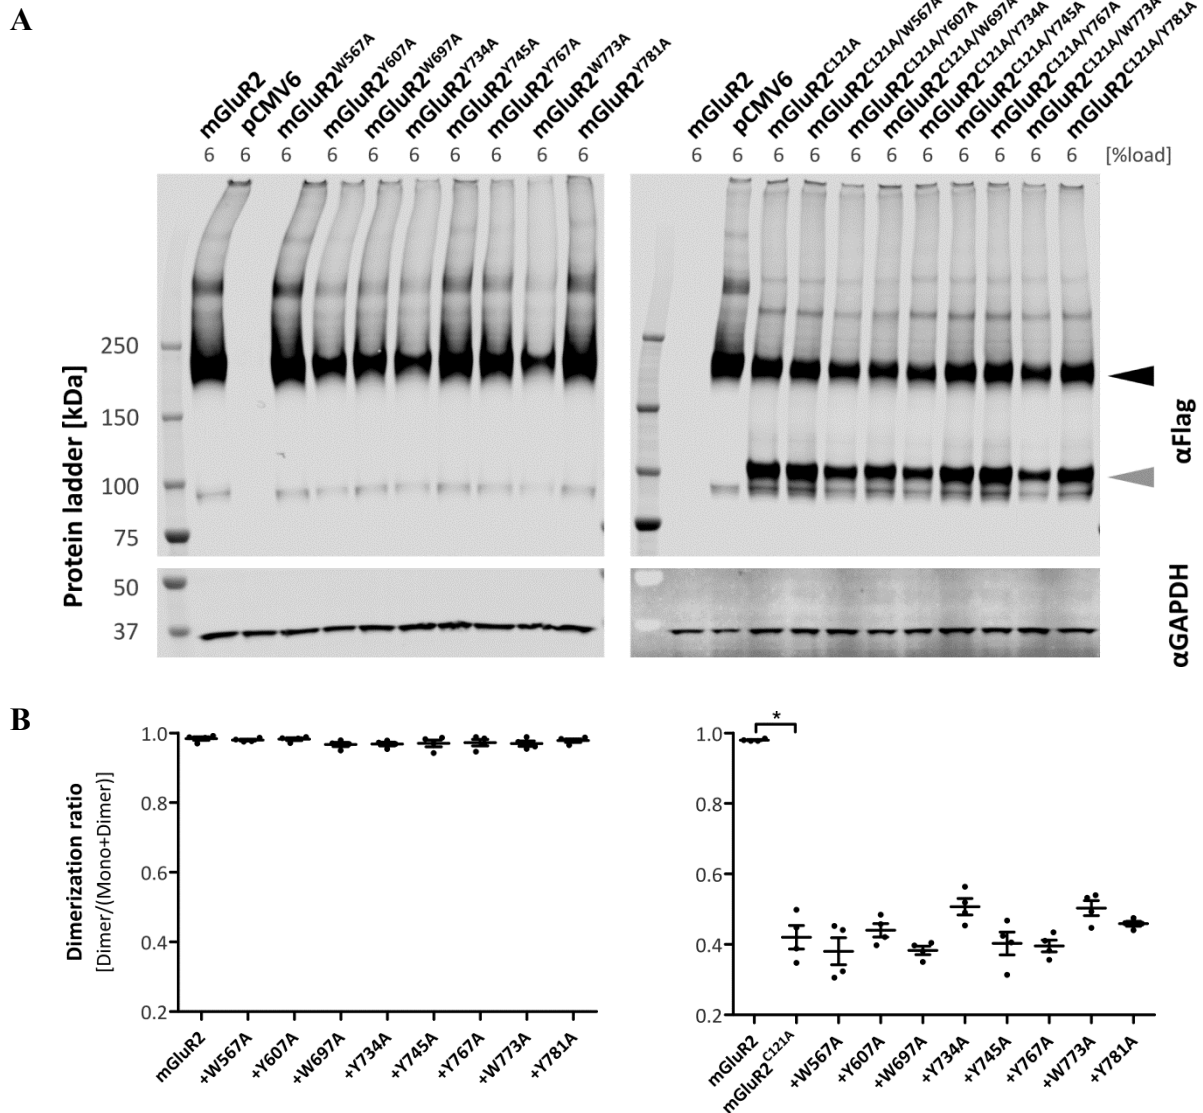 A
mGluR2
pCMV6
mGluR2W567A
mGluR2Y607A
mGluR2W697A
mGluR2Y734A
mGluR2Y745A
mGluR2Y767A
mGluR2W773A
mGluR2Y781A
mGluR2
pCMV6
mGluR2C121A
mGluR2C121A/W567A
mGluR2C121A/Y607A
mGluR2C121A/W697A
mGluR2C121A/Y734A
mGluR2C121A/Y745A
mGluR2C121A/Y767A
mGluR2C121A/W773A
mGluR2C121A/Y781A
6 6 6 6 6 6 6 6 6 6
6 6 6 6 6 6 6 6 6 6 [%load]
Protein ladder [kDa]
250
150
100
75
50
37
αFlag
αGAPDH
B
Dimerization ratio
[Dimer/(Mono+Dimer)]
1.0
0.8
0.6
0.4
0.2
mGluR2
+W567A
+Y607A
+W697A
+Y734A
+Y745A
+Y767A
+W773A
+Y781A
*
1.0
0.8
0.6
0.4
0.2
mGluR2
mGluR2C121A
+W567A
+Y607A
+W697A
+Y734A
+Y745A
+Y767A
+W773A
+Y781A